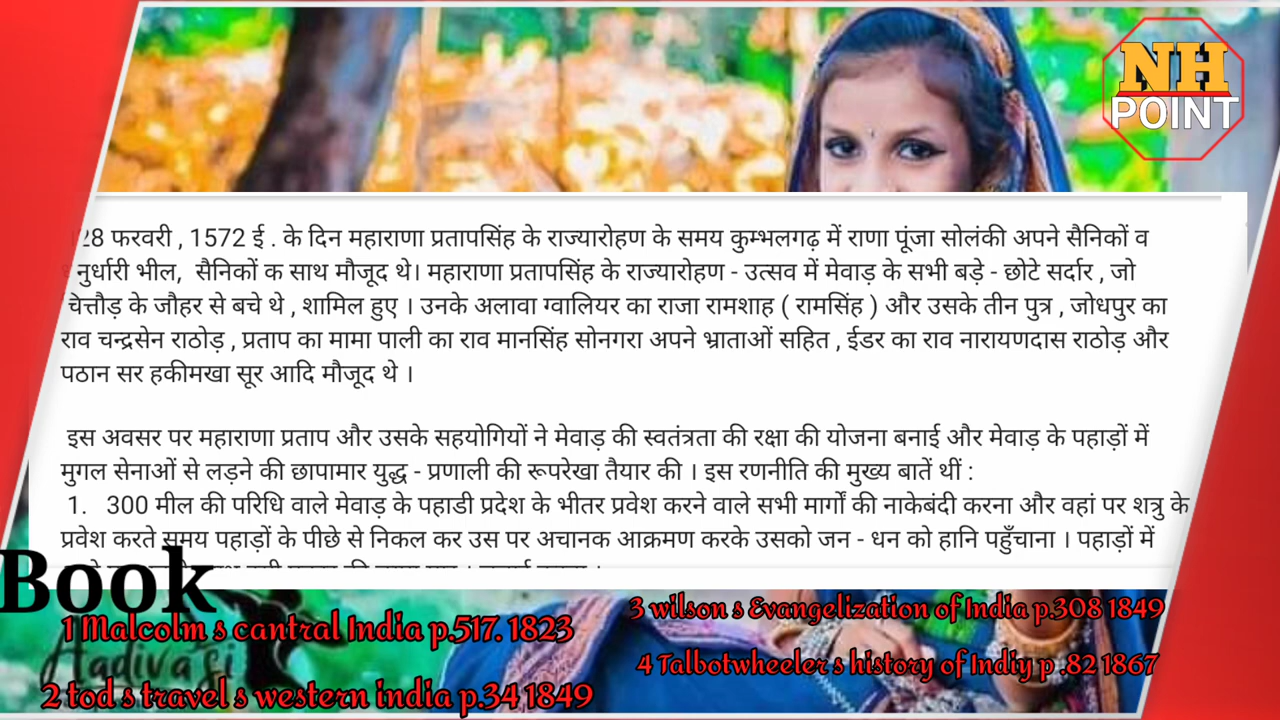 NH
POINT
28 फरवरी , 1572 ई . के दिन महाराणा प्रतापसिंह के राज्यारोहण के समय कुम्भलगढ़ में राणा पूंजा सोलंकी अपने सैनिकों व
नुर्धारी भील, सैनिकों क साथ मौजूद थे। महाराणा प्रतापसिंह के राज्यारोहण - उत्सव में मेवाड़ के सभी बड़े - छोटे सर्दार , जो
चित्तौड़ के जौहर से बचे थे , शामिल हुए । उनके अलावा ग्वालियर का राजा रामशाह ( रामसिंह ) और उसके तीन पुत्र , जोधपुर का
राव चन्द्रसेन राठोड़ , प्रताप का मामा पाली का राव मानसिंह सोनगरा अपने भ्राताओं सहित , ईडर का राव नारायणदास राठोड़ और
पठान सर हकीमखा सूर आदि मौजूद थे ।
इस अवसर पर महाराणा प्रताप और उसके सहयोगियों ने मेवाड़ की स्वतंत्रता की रक्षा की योजना बनाई और मेवाड़ के पहाड़ों में
मुगल सेनाओं से लड़ने की छापामार युद्ध - प्रणाली की रूपरेखा तैयार की । इस रणनीति की मुख्य बातें थीं :
1. 300 मील की परिधि वाले मेवाड़ के पहाडी प्रदेश के भीतर प्रवेश करने वाले सभी मार्गों की नाकेबंदी करना और वहां पर शत्रु के
प्रवेश करते समय पहाड़ों के पीछे से निकल कर उस पर अचानक आक्रमण करके उसको जन - धन को हानि पहुँचाना । पहाड़ों में
Book
1 Malcolm s cantral India p.517. 1823
Aadivasi
2 tod s travel s western india p.34 1849
3 wilson s Evangelization of India p.308 1849
4 Talbotwheeler s history of Indiy p .82 1867